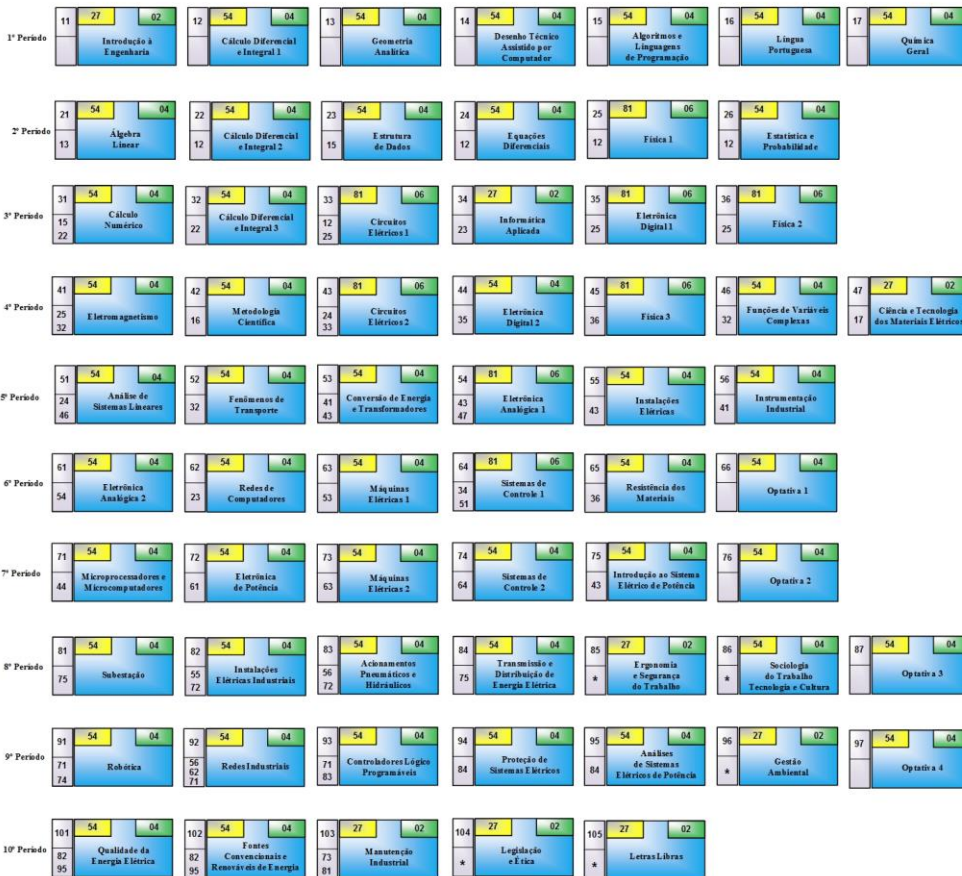 1º Período
11 27 02
Introdução à
Engenharia
12 54 04
Cálculo Diferencial
e Integral 1
13 54 04
Geometria
Analítica
14 54 04
Desenho Técnico
Assistido por
Computador
15 54 04
Algoritmos e
Linguagens
de Programação
16 54 04
Língua
Portuguesa
17 54 04
Química
Geral
2º Período
21 54 04
13
Álgebra
Linear
22 54 04
12
Cálculo Diferencial
e Integral 2
23 54 04
15
Estrutura
de Dados
24 54 04
12
Equações
Diferenciais
25 81 06
12
Física 1
26 54 04
12
Estatística e
Probabilidade
3º Período
31 54 04
15
22
Cálculo
Numérico
32 54 04
22
Cálculo Diferencial
e Integral 3
33 81 06
12
25
Circuitos
Elétricos 1
34 27 02
23
Informática
Aplicada
35 81 06
25
Eletrônica
Digital 1
36 81 06
25
Física 2
4º Período
41 54 04
25
32
Eletromagnetismo
42 54 04
16
Metodologia
Científica
43 81 06
24
33
Circuitos
Elétricos 2
44 54 04
35
Eletrônica
Digital 2
45 81 06
36
Física 3
46 54 04
32
Funções de Variáveis
Complexas
47 27 02
17
Ciência e Tecnologia
dos Materiais Elétricos
5º Período
51 54 04
24
46
Análise de
Sistemas Lineares
52 54 04
32
Fenômenos de
Transporte
53 54 04
41
43
Conversão de Energia
e Transformadores
54 81 06
43
47
Eletrônica
Analógica 1
55 54 04
43
Instalações
Elétricas
56 54 04
41
Instrumentação
Industrial
6º Período
61 54 04
54
Eletrônica
Analógica 2
62 54 04
23
Redes de
Computadores
63 54 04
53
Máquinas
Elétricas 1
64 81 06
34
51
Sistemas de
Controle 1
65 54 04
36
Resistência dos
Materiais
66 54 04
Optativa 1
7º Período
71 54 04
44
Microprocessadores e
Microcomputadores
72 54 04
61
Eletrônica
de Potência
73 54 04
63
Máquinas
Elétricas 2
74 54 04
64
Sistemas de
Controle 2
75 54 04
43
Introdução ao Sistema
Elétrico de Potência
76 54 04
Optativa 2
8º Período
81 54 04
75
Subestação
82 54 04
55
72
Instalações
Elétricas Industriais
83 54 04
56
72
Acionamentos
Pneumáticos e
Hidráulicos
84 54 04
75
Transmissão e
Distribuição de
Energia Elétrica
85 27 02
*
Ergonomia
e Segurança
do Trabalho
86 54 04
*
Sociologia
do Trabalho
Tecnologia e Cultura
87 54 04
Optativa 3
9º Período
91 54 04
71
74
Robótica
92 54 04
56
62
71
Redes Industriais
93 54 04
71
83
Controladores Lógico
Programáveis
94 54 04
84
Proteção de
Sistemas Elétricos
95 54 04
84
Análises
de Sistemas
Elétricos de Potência
96 27 02
*
Gestão
Ambiental
97 54 04
Optativa 4
10º Período
101 54 04
82
95
Qualidade da
Energia Elétrica
102 54 04
82
95
Fontes
Convencionais e
Renováveis de Energia
103 27 02
73
81
Manutenção
Industrial
104 27 02
*
Legislação
e Ética
105 27 02
*
Letras Libras